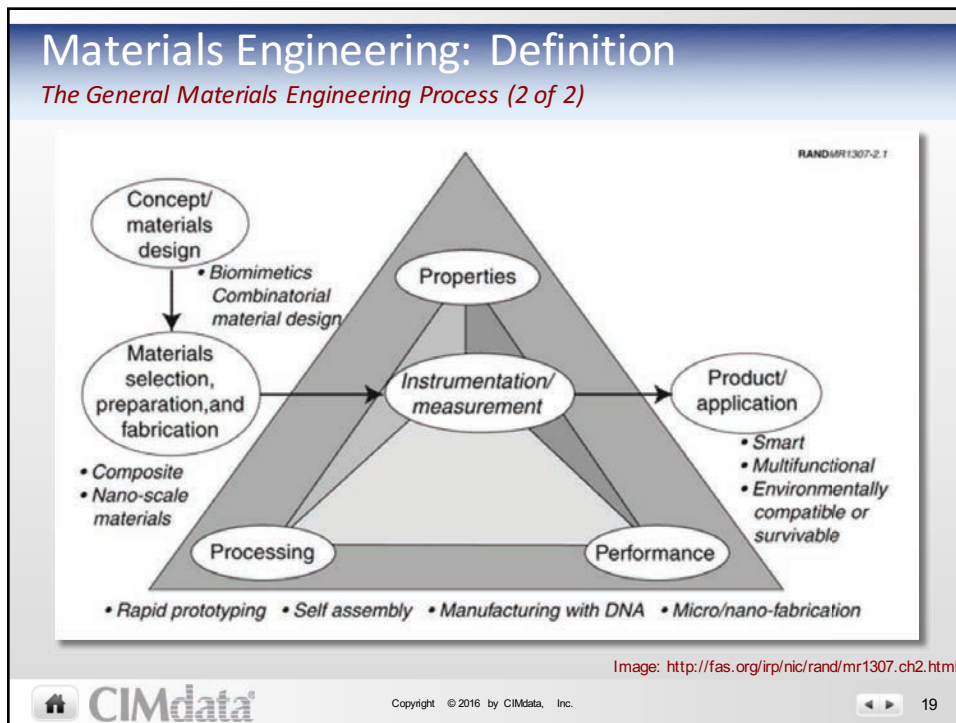 Materials Engineering: Definition
The General Materials Engineering Process (2 of 2)
RANDMR1307-2.1
Concept/
materials
design
• Biomimetics
Combinatorial
material design
Properties
Materials
selection,
preparation,and
fabrication
Instrumentation/
measurement
Product/
application
• Composite
• Nano-scale
materials
• Smart
• Multifunctional
• Environmentally
compatible or
survivable
Processing
Performance
• Rapid prototyping • Self assembly • Manufacturing with DNA • Micro/nano-fabrication
Image: http://fas.org/irp/nic/rand/mr1307.ch2.html
CIMdata®
Copyright © 2016 by CIMdata, Inc.
19